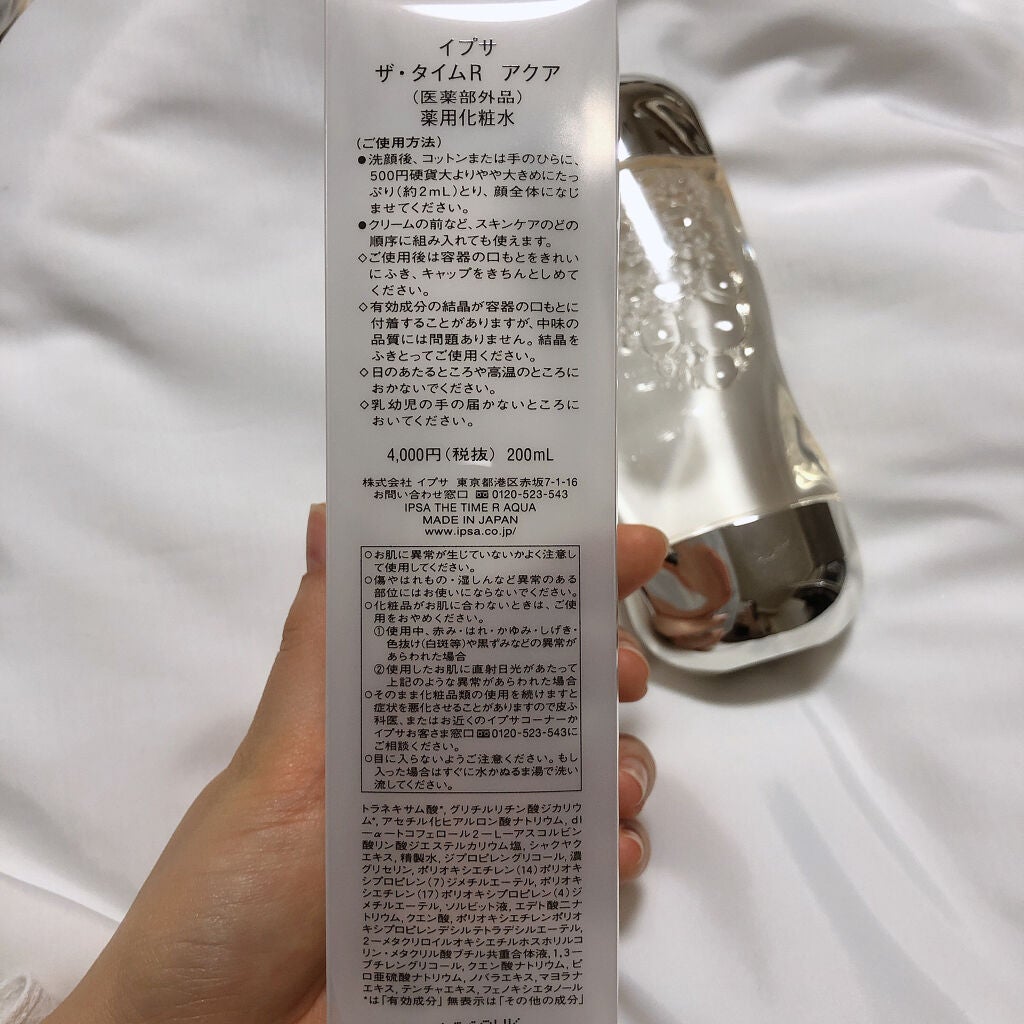 イプサ
ザ・タイムR アクア
（医薬部外品）
薬用化粧水
(ご使用方法)
●洗顔後、コットンまたは手のひらに、
500円硬貨大よりやや大きめにたっ
ぷり(約2mL)とり、顔全体になじ
ませてください。
●クリームの前など、スキンケアのどの
順序に組み入れても使えます。
◇ご使用後は容器の口もとをきれい
にふき、キャップをきちんとしめて
ください。
◇有効成分の結晶が容器の口もとに
付着することがありますが、中味の
品質には問題ありません。結晶を
ふきとってご使用ください。
◇日のあたるところや高温のところに
おかないでください。
◇乳幼児の手の届かないところに
おいてください。
4,000円(税抜) 200mL
株式会社 イプサ 東京都港区赤坂7-1-16
お問い合わせ窓口 0120-523-543
IPSA THE TIME R AQUA
MADE IN JAPAN
www.ipsa.co.jp/
○お肌に異常が生じていないかよく注意し
て使用してください。
○傷やはれもの・湿しんなど異常のある
部位にはお使いにならないでください。
○化粧品がお肌に合わないときは、ご使
用をおやめください。
①使用中、赤み・はれ・かゆみ・しげき・
色抜け(白斑等)や黒ずみなどの異常が
あらわれた場合
②使用したお肌に直射日光があたって
上記のような異常があらわれた場合
○そのまま化粧品類の使用を続けますと
症状を悪化させることがありますので皮ふ
科医、またはお近くのイプサコーナーか
イプサお客さま窓口 0120-523-543に
ご相談ください。
○目に入らないようご注意ください。もし
入った場合はすぐに水かぬるま湯で洗い
流してください。
トラネキサム酸*, グリチルリチン酸ジカリウ
ム*, アセチル化ヒアルロン酸ナトリウム, dl
－α－トコフェロール2－L－アスコルビン
酸リン酸ジエステルカリウム塩, シャクヤク
エキス, 精製水, ジプロピレングリコール, 濃
グリセリン, ポリオキシエチレン(14)ポリオ
キシプロピレン(7)ジメチルエーテル, ポリオキ
シエチレン(17)ポリオキシプロピレン(4)ジ
メチルエーテル, ソルビット液, エデト酸二ナ
トリウム, クエン酸, ポリオキシエチレンポリオ
キシプロピレンデシルテトラデシルエーテル,
2－メタクリロイルオキシエチルホスホリルコ
リン・メタクリル酸ブチル共重合体液, 1,3－
ブチレングリコール, クエン酸ナトリウム, ピ
ロ亜硫酸ナトリウム, ノバラエキス, マヨラナ
エキス, テンチャエキス, フェノキシエタノール
*は「有効成分」無表示は「その他の成分」